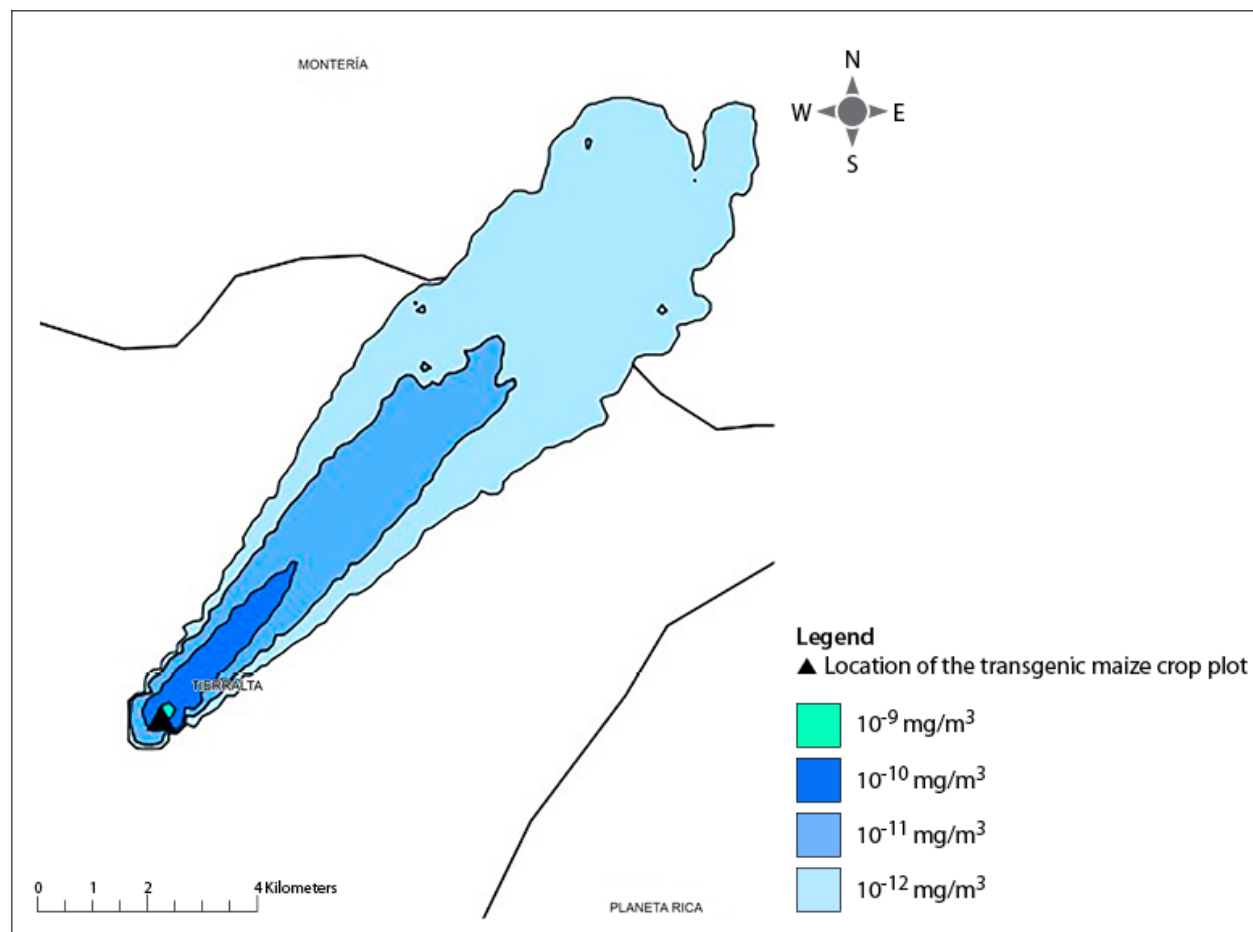 MONTERÍA
N
W E
S
TIERRALTA
Legend
Location of the transgenic maize crop plot
10-9 mg/m3
10-10 mg/m3
10-11 mg/m3
10-12 mg/m3
0 1 2 4 Kilometers
PLANETA RICA